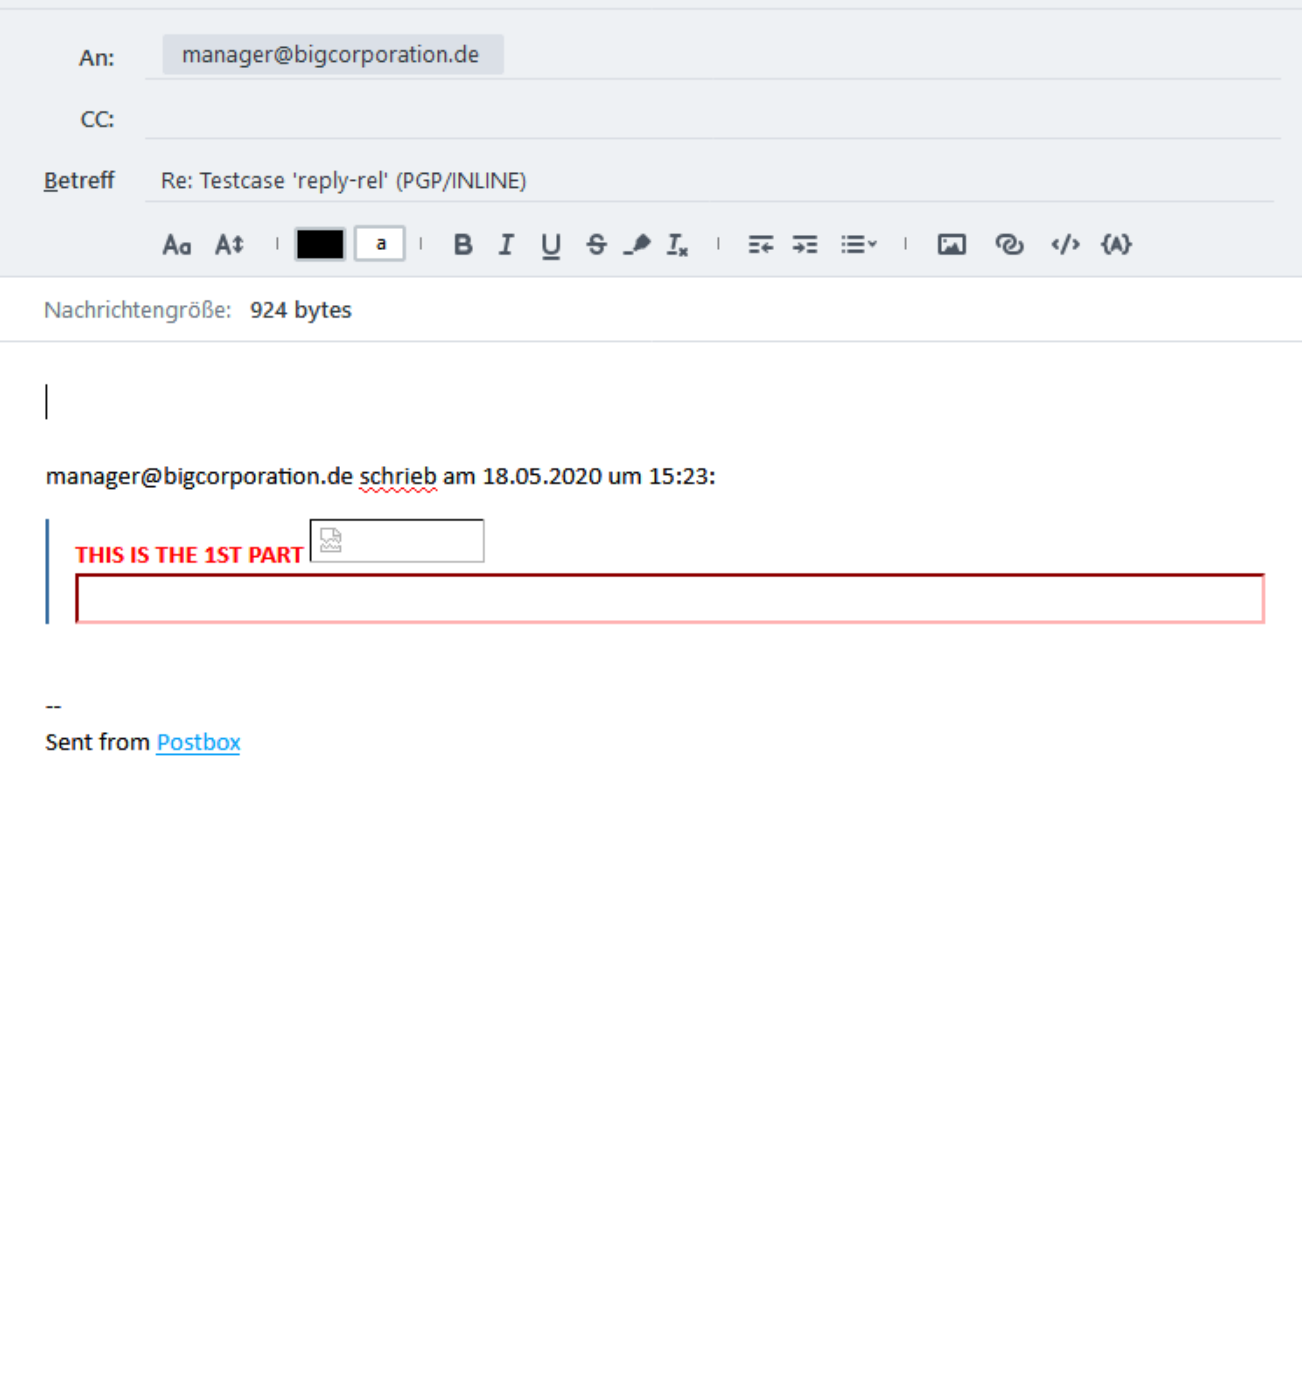 An: manager@bigcorporation.de
CC:
Betreff Re: Testcase 'reply-rel' (PGP/INLINE)
Aa A a B I U S Ix </> {A}
Nachrichtengröße: 924 bytes
manager@bigcorporation.de schrieb am 18.05.2020 um 15:23:
THIS IS THE 1ST PART
--
Sent from Postbox